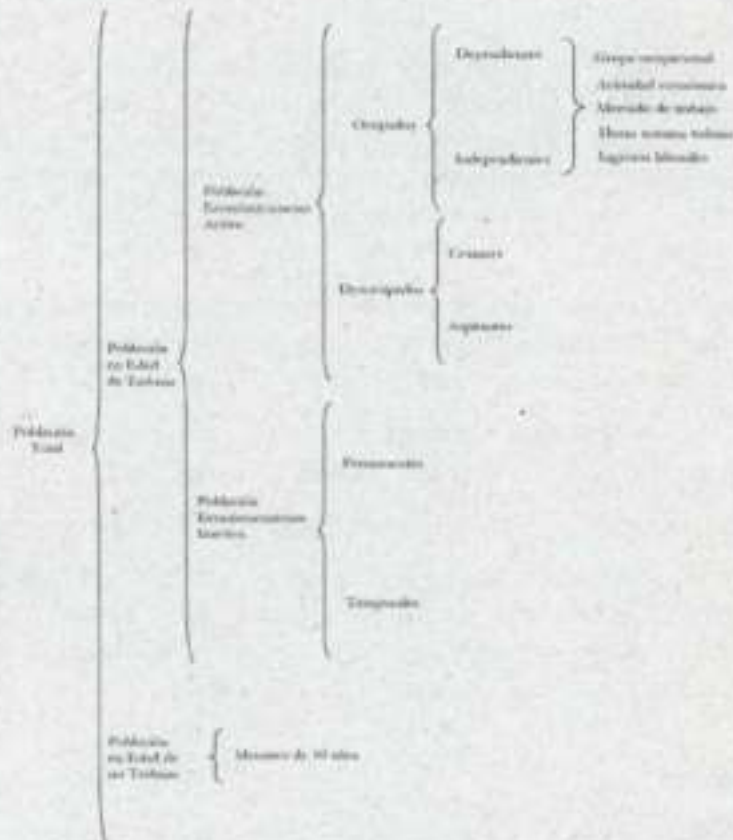 Dependientes
Grupo ocupacional
Actividad económica
Mercado de trabajo
Ocupados
Horas semana
Independientes
Ingresos laborales
Población
Económicamente
Activa
Cesantes
Desocupados
Aspirantes
Población
en Edad
de Trabajar
Población
Total
Permanentes
Población
Económicamente
Inactiva
Temporales
Población
en Edad de
no Trabajar
Menores de 10 años